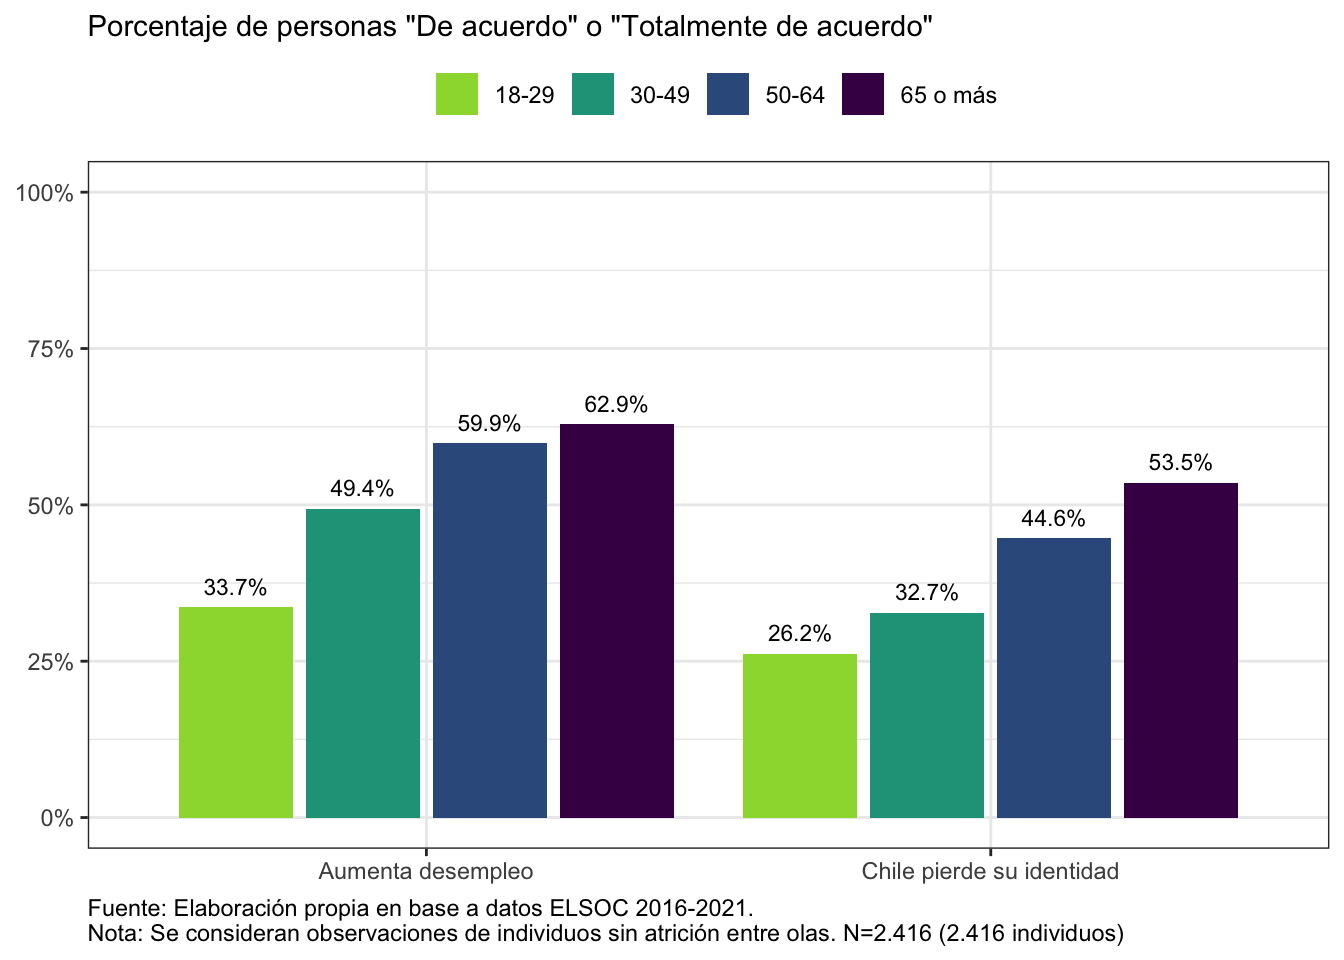 Porcentaje de personas "De acuerdo" o "Totalmente de acuerdo"
18-29 30-49 50-64 65 o más
100%
75%
50%
25%
0%
33.7% 49.4% 59.9% 62.9%
26.2% 32.7% 44.6% 53.5%
Aumenta desempleo Chile pierde su identidad
Fuente: Elaboración propia en base a datos ELSOC 2016-2021.
Nota: Se consideran observaciones de individuos sin atrición entre olas. N=2.416 (2.416 individuos)